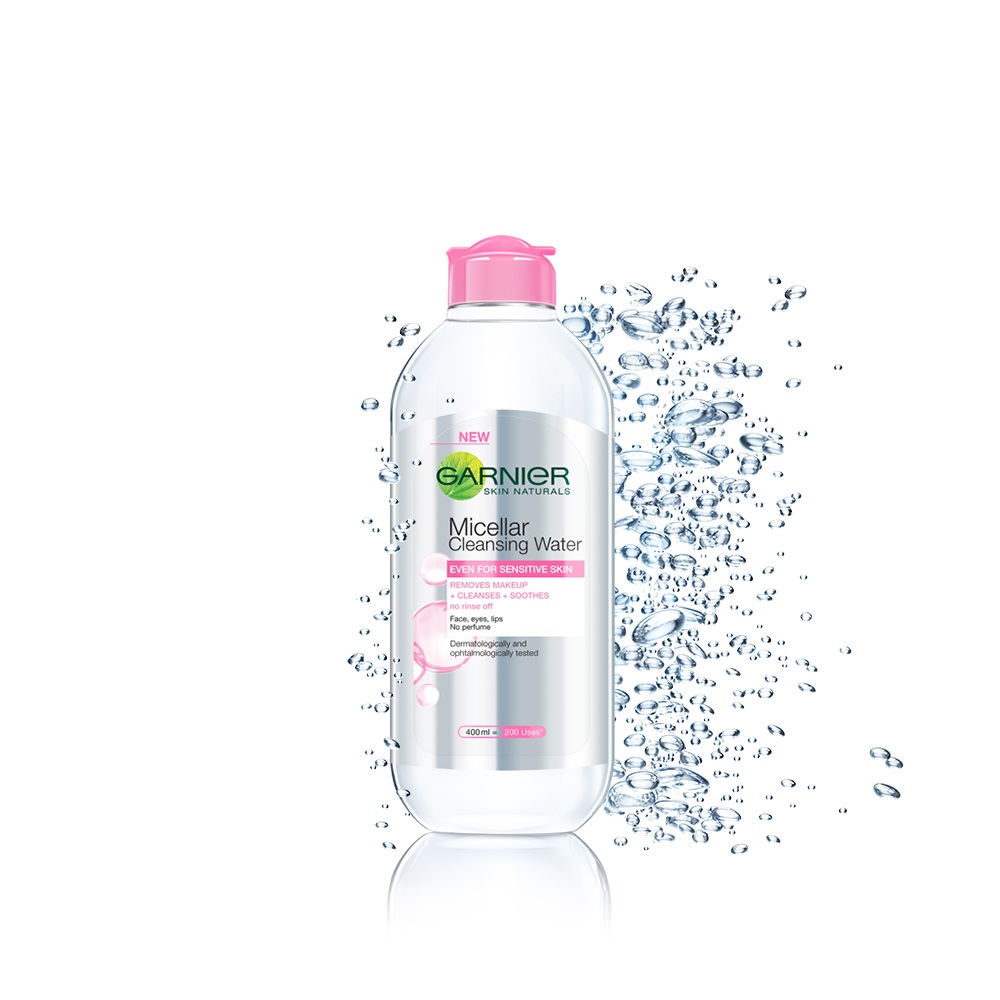 NEW
GARNIER
SKIN NATURALS
Micellar
Cleansing Water
EVEN FOR SENSITIVE SKIN
REMOVES MAKEUP
+ CLEANSES + SOOTHES
no rinse off
Face, eyes, lips
No perfume
Dermatologically and
ophtalmologically tested
400ml = 200 Uses*